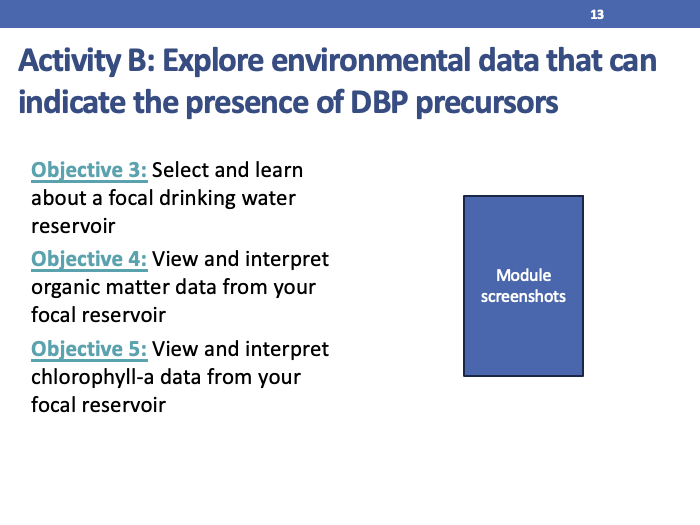 13
Activity B: Explore environmental data that can
indicate the presence of DBP precursors
Objective 3: Select and learn
about a focal drinking water
reservoir
Objective 4: View and interpret
organic matter data from your
focal reservoir
Objective 5: View and interpret
chlorophyll-a data from your
focal reservoir
Module
screenshots